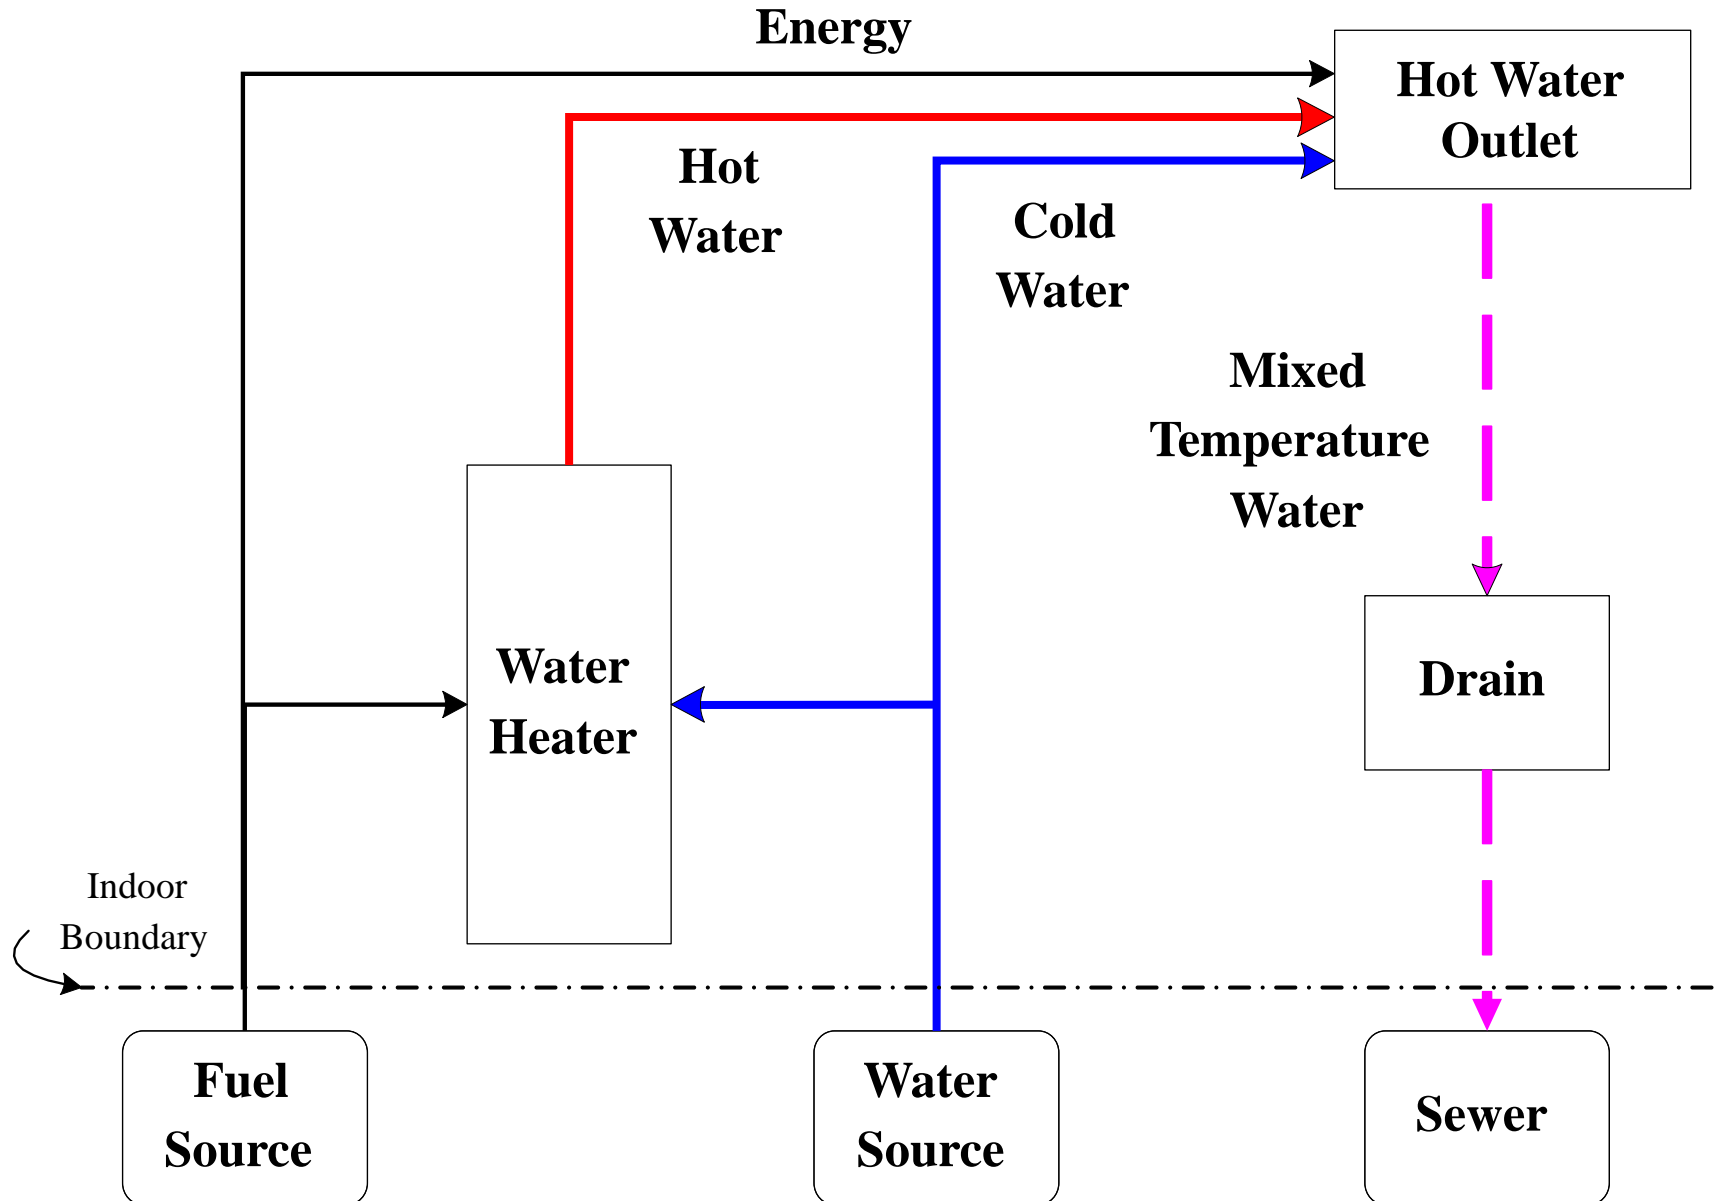 Energy
Hot Water
Outlet
Hot
Water
Cold
Water
Mixed
Temperature
Water
Water
Heater
Drain
Indoor
Boundary
Fuel
Source
Water
Source
Sewer